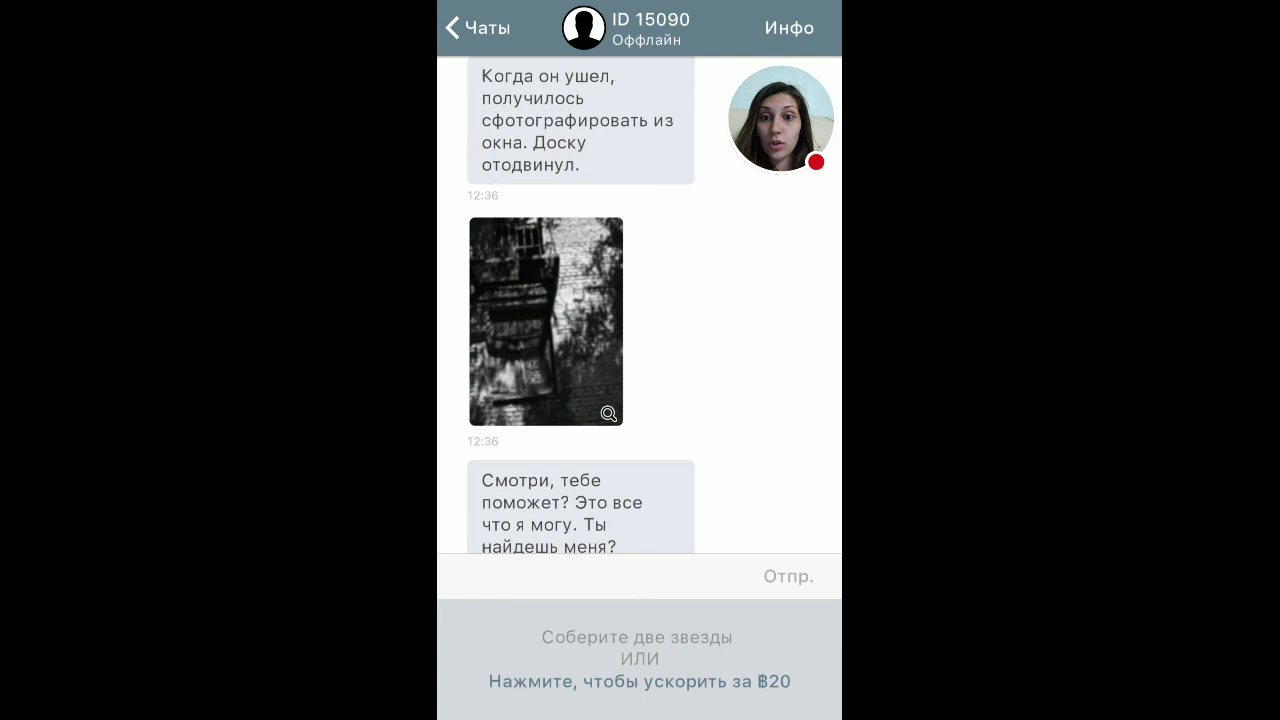 Чаты
ID 15090
Оффлайн
Инфо
Когда он ушел,
получилось
сфотографировать из
окна. Доску
отодвинул.
12:36
12:36
Смотри, тебе
поможет? Это все
что я могу. Ты
найдешь меня?
Отпр.
Соберите две звезды
ИЛИ
Нажмите, чтобы ускорить за ฿20